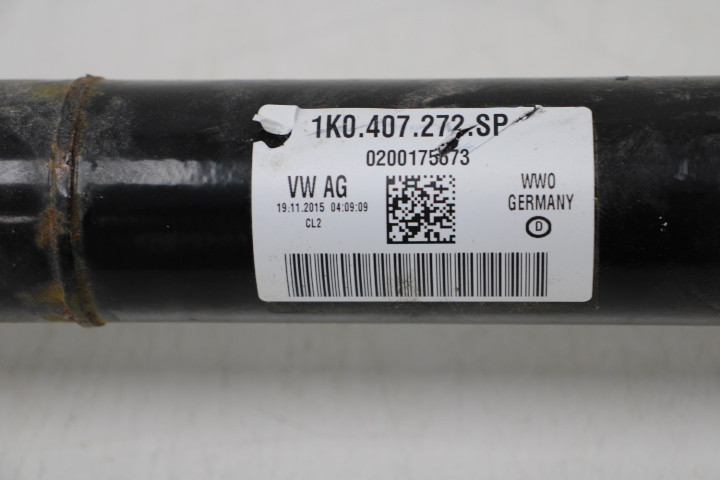 1K0.407.272.SP
0200175673
VW AG
19.11.2015 04:09:09
CL2
WWO
GERMANY
D